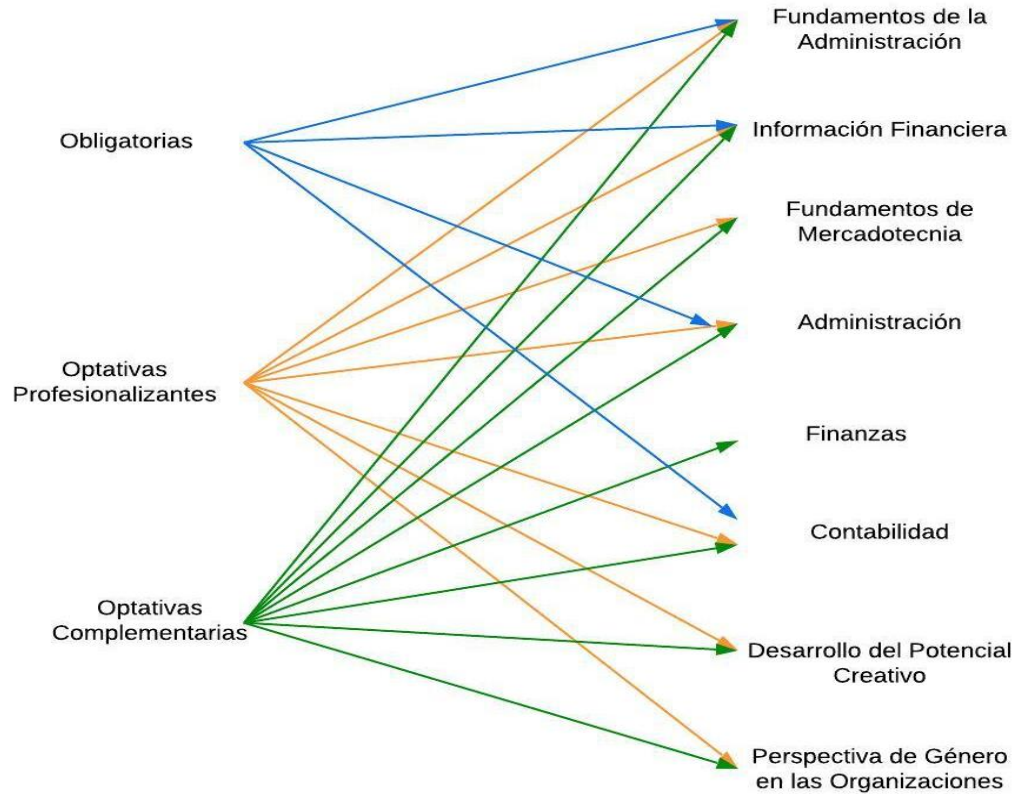 Obligatorias
Optativas
Profesionalizantes
Optativas
Complementarias
Fundamentos de la
Administración
Información Financiera
Fundamentos de
Mercadotecnia
Administración
Finanzas
Contabilidad
Desarrollo del Potencial
Creativo
Perspectiva de Género
en las Organizaciones